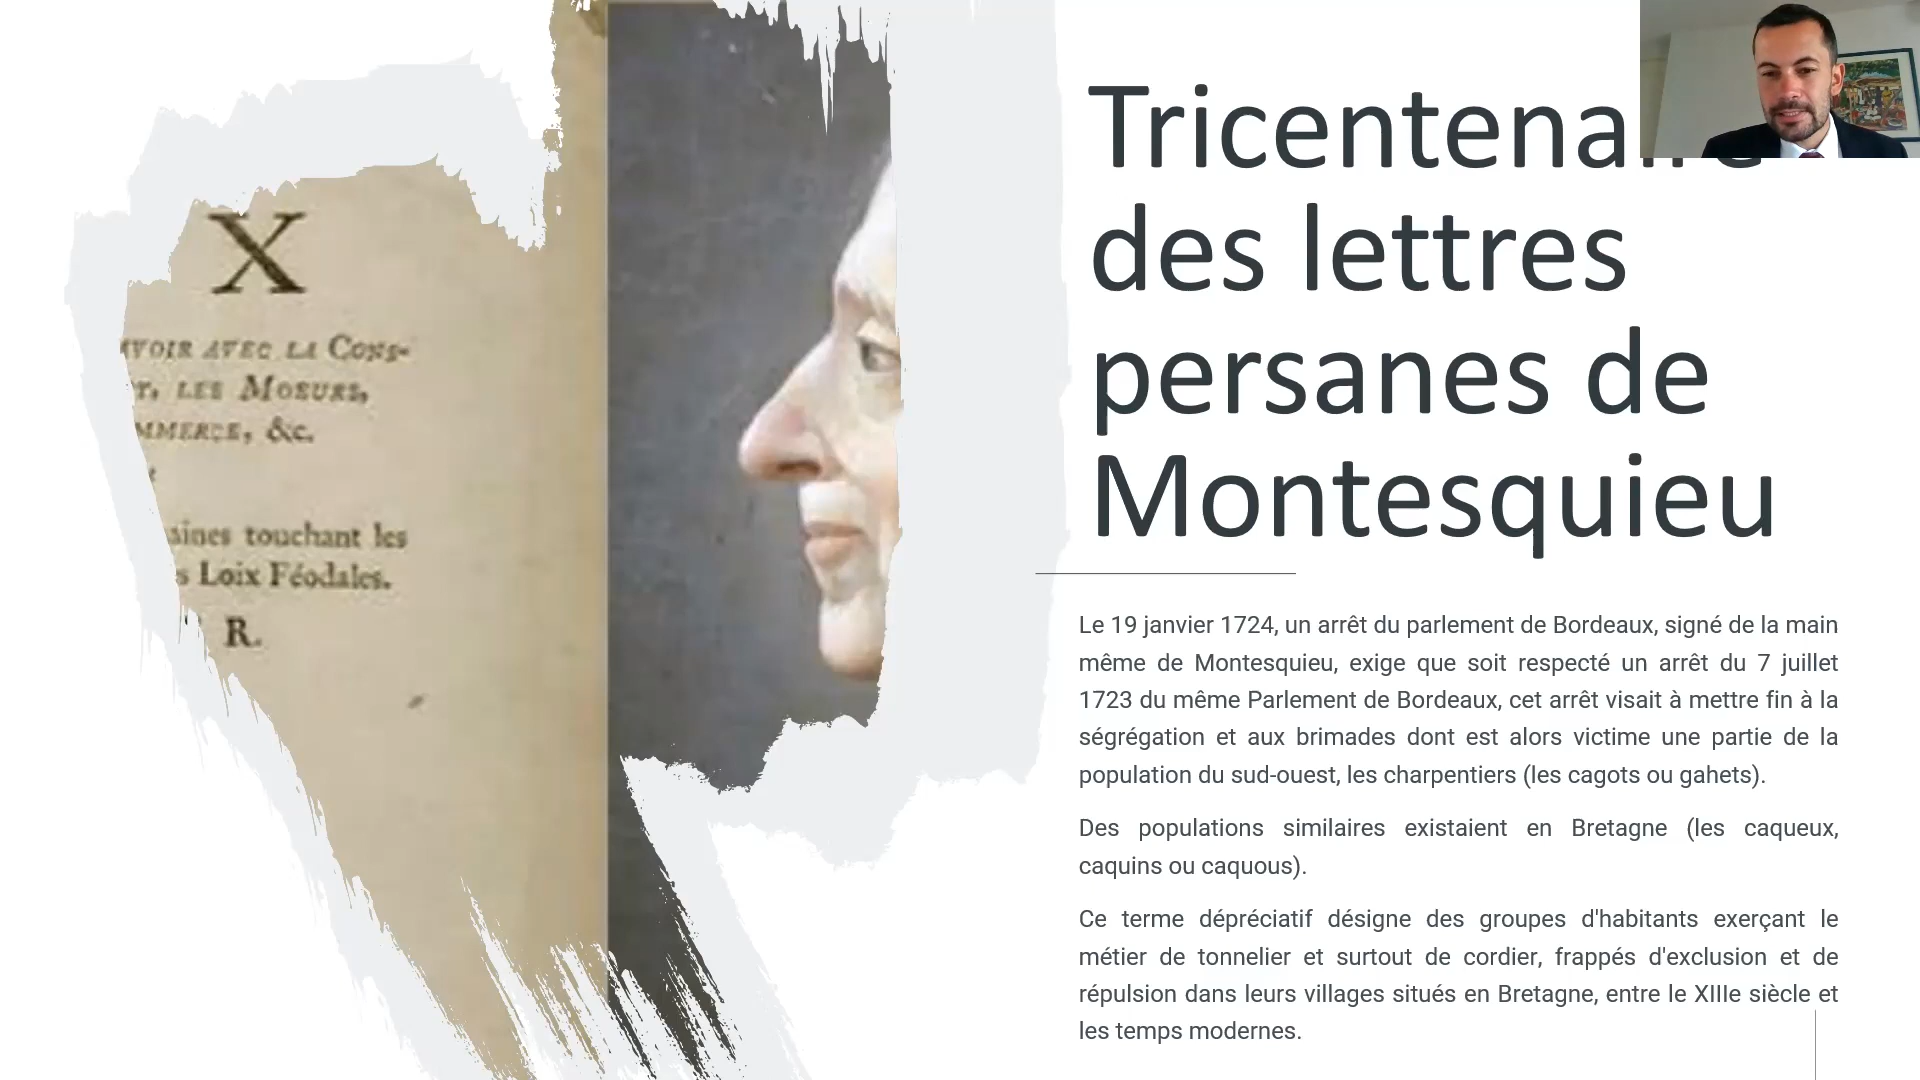 X
AVEC LA CONS-
LES MOEURS,
&c.
touchant les
Loix Féodales.
R.
Tricentenaire
des lettres
persanes de
Montesquieu
Le 19 janvier 1724, un arrêt du parlement de Bordeaux, signé de la main
même de Montesquieu, exige que soit respecté un arrêt du 7 juillet
1723 du même Parlement de Bordeaux, cet arrêt visait à mettre fin à la
ségrégation et aux brimades dont est alors victime une partie de la
population du sud-ouest, les charpentiers (les cagots ou gahets).
Des populations similaires existaient en Bretagne (les caqueux,
caquins ou caquous).
Ce terme dépréciatif désigne des groupes d'habitants exerçant le
métier de tonnelier et surtout de cordier, frappés d'exclusion et de
répulsion dans leurs villages situés en Bretagne, entre le XIIIe siècle et
les temps modernes.